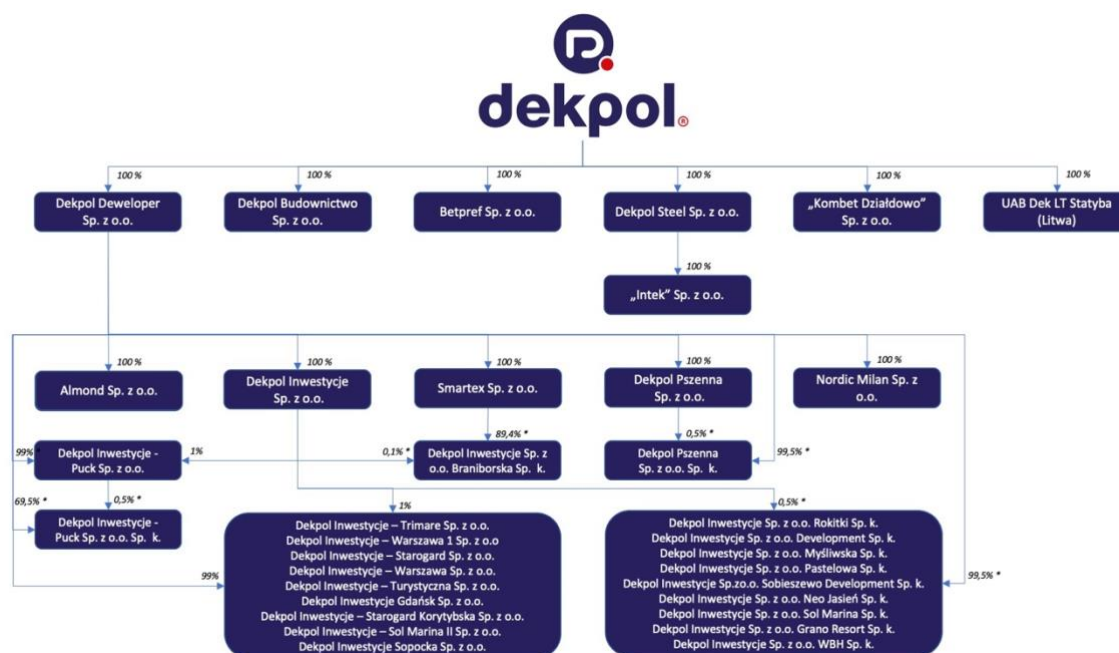 dekpol®
100 %
100 %
100 %
100 %
100 %
100 %
Dekpol Deweloper
Sp. z o.o.
Dekpol Budownictwo
Sp. z o.o.
Betpref Sp. z o.o.
Dekpol Steel Sp. z o.o.
„Kombet Działdowo”
Sp. z o.o.
UAB Dek LT Statyba
(Litwa)
100 %
„Intek” Sp. z o.o.
100 %
100 %
100 %
100 %
100 %
Almond Sp. z o.o.
Dekpol Inwestycje
Sp. z o.o.
Smartex Sp. z o.o.
Dekpol Pszenna
Sp. z o.o.
Nordic Milan Sp. z
o.o.
89,4% *
0,5% *
99% *
Dekpol Inwestycje -
Puck Sp. z o.o.
1%
0,1% *
Dekpol Inwestycje Sp. z
o.o. Braniborska Sp. k.
Dekpol Pszenna
Sp. z o.o. Sp. k.
99,5% *
69,5% *
0,5% *
1%
0,5% *
Dekpol Inwestycje -
Puck Sp. z o.o. Sp. k.
Dekpol Inwestycje – Trimare Sp. z o.o.
Dekpol Inwestycje – Warszawa 1 Sp. z o.o
Dekpol Inwestycje – Starogard Sp. z o.o.
Dekpol Inwestycje – Warszawa Sp. z o.o.
Dekpol Inwestycje – Turystyczna Sp. z o.o.
Dekpol Inwestycje Gdańsk Sp. z o.o.
Dekpol Inwestycje – Starogard Korytybska Sp. z o.o.
Dekpol Inwestycje – Sol Marina II Sp. z o.o.
Dekpol Inwestycje Sopocka Sp. z o.o.
99%
Dekpol Inwestycje Sp. z o.o. Rokitki Sp. k.
Dekpol Inwestycje Sp. z o.o. Development Sp. k.
Dekpol Inwestycje Sp. z o.o. Myśliwska Sp. k.
Dekpol Inwestycje Sp. z o.o. Pastelowa Sp. k.
Dekpol Inwestycje Sp.zo.o. Sobieszewo Development Sp. k.
Dekpol Inwestycje Sp. z o.o. Neo Jasień Sp. k.
Dekpol Inwestycje Sp. z o.o. Sol Marina Sp. k.
Dekpol Inwestycje Sp. z o.o. Grano Resort Sp. k.
Dekpol Inwestycje Sp. z o.o. WBH Sp. k.
99,5% *